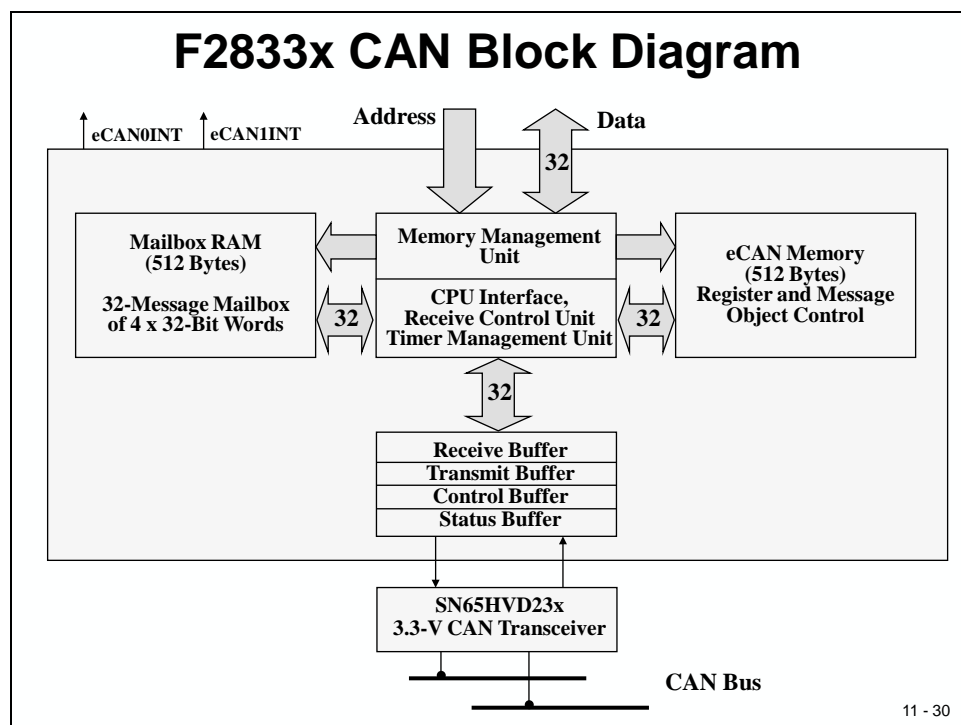 F2833x CAN Block Diagram
eCAN0INT
eCAN1INT
Address
Data
32
Mailbox RAM
(512 Bytes)
32-Message Mailbox
of 4 x 32-Bit Words
32
Memory Management
Unit
CPU Interface,
Receive Control Unit
Timer Management Unit
32
eCAN Memory
(512 Bytes)
Register and Message
Object Control
32
Receive Buffer
Transmit Buffer
Control Buffer
Status Buffer
SN65HVD23x
3.3-V CAN Transceiver
CAN Bus
11 - 30